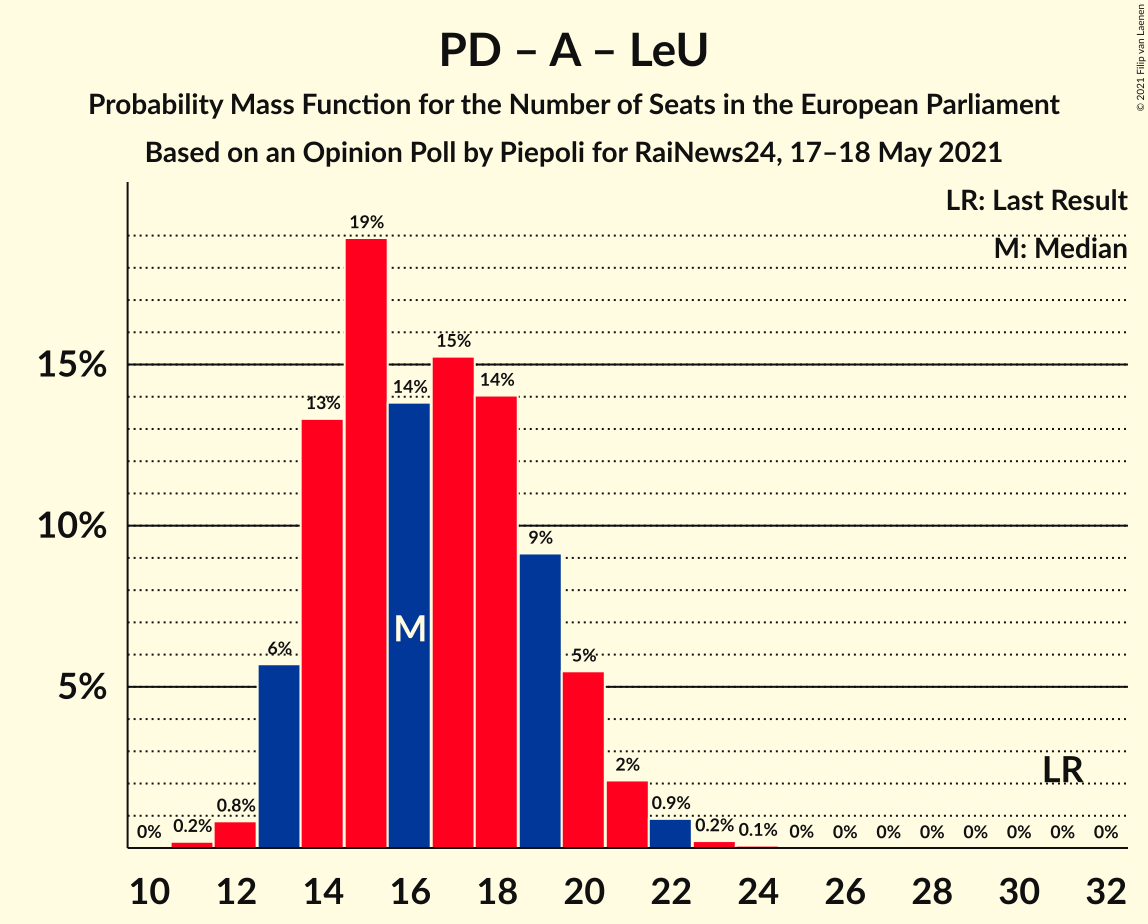 PD – A – LeU
Probability Mass Function for the Number of Seats in the European Parliament
Based on an Opinion Poll by Piepoli for RaiNews24, 17–18 May 2021
© 2021 Filip van Laenen
LR: Last Result
M: Median
15%
10%
5%
0%
0.2%
0.8%
6%
13%
19%
14%
15%
14%
9%
5%
2%
0.9%
0.2%
0.1%
0%
0%
0%
0%
0%
0%
0%
0%
M
LR
10 12 14 16 18 20 22 24 26 28 30 32